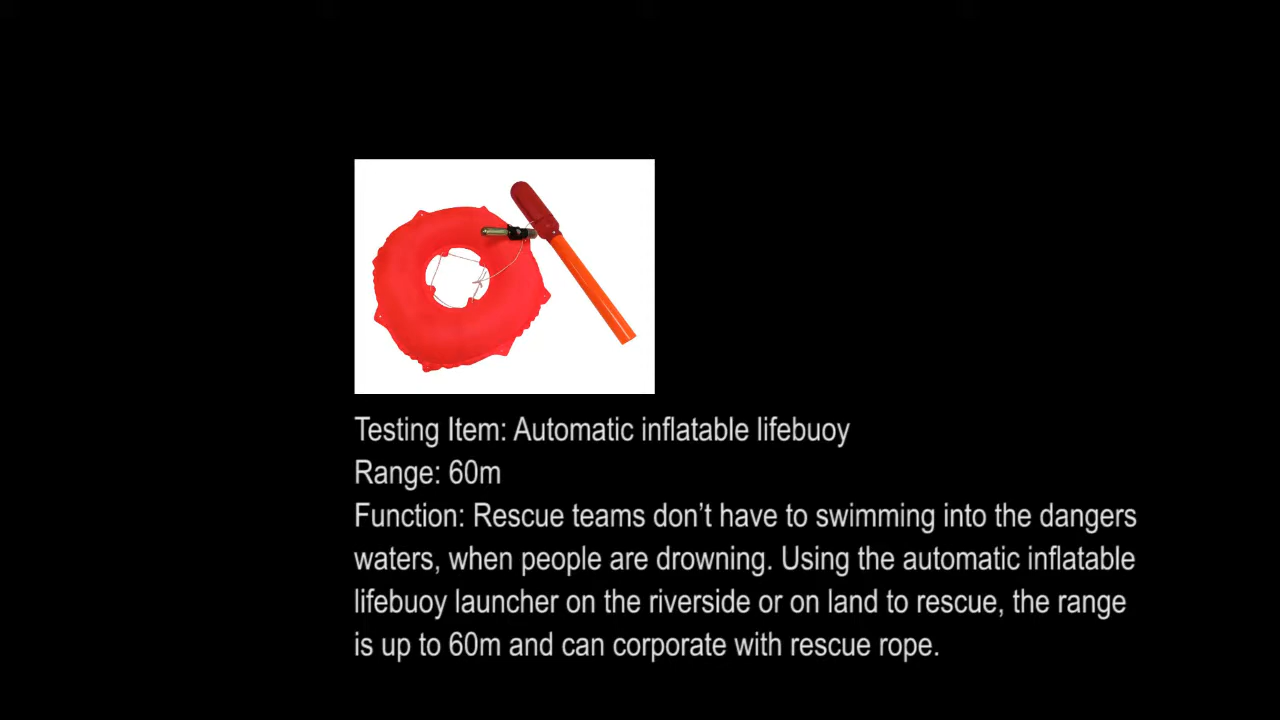 Testing Item: Automatic inflatable lifebuoy
Range: 60m
Function: Rescue teams don’t have to swimming into the dangers
waters, when people are drowning. Using the automatic inflatable
lifebuoy launcher on the riverside or on land to rescue, the range
is up to 60m and can corporate with rescue rope.